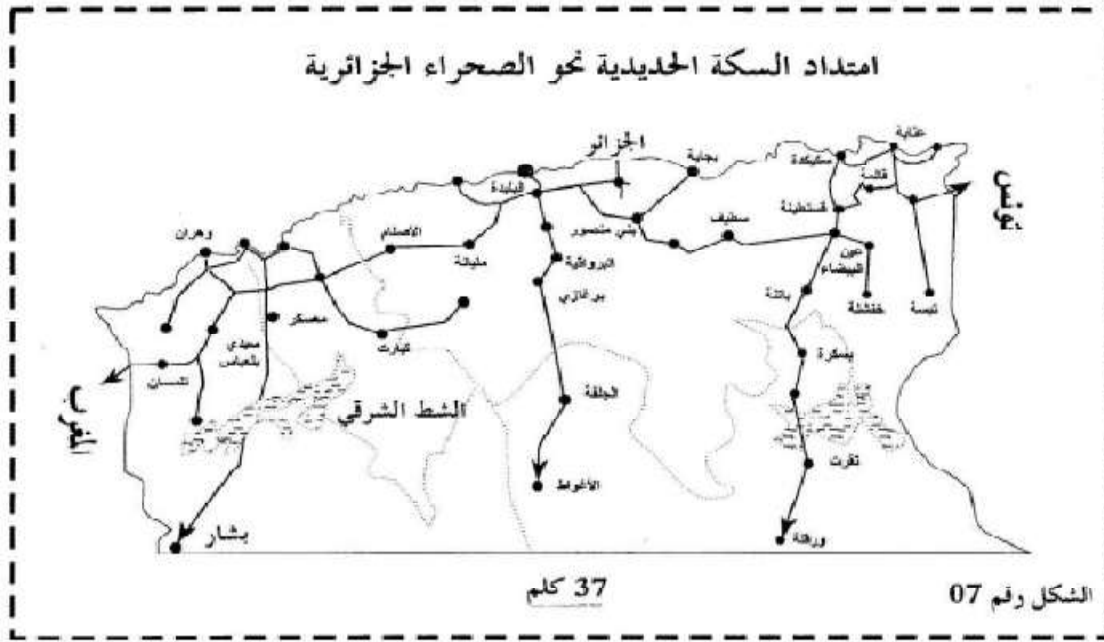 امتداد السكة الحديدية نحو الصحراء الجزائرية
عنابة
سكيكدة
الجزائر
بجاية
قالمة
تونس
البليدة
قسنطينة
سطيف
بني منصور
الأصنام
وهران
مليانة
البرواقية
عين البيضاء
بوغازي
باتنة
خنشلة
تبسة
معسكر
تيارت
سيدي بلعباس
بسكرة
تلمسان
المغرب
الجلفة
الشط الشرقي
تقرت
الأغواط
بشار
ورقلة
37 كلم
الشكل رقم 07